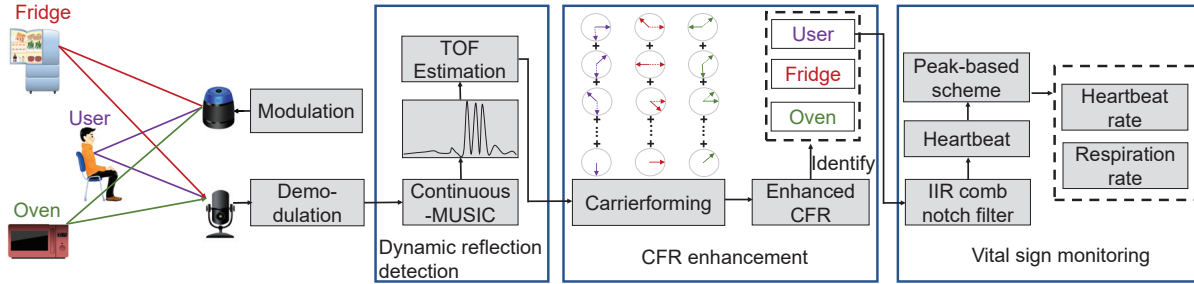 Fridge
User
Oven
Modulation
Demo-
dulation
TOF
Estimation
Continuous
-MUSIC
Dynamic reflection
detection
Carrierforming
User
Fridge
Oven
Identify
Enhanced
CFR
CFR enhancement
Peak-based
scheme
Heartbeat
IIR comb
notch filter
Heartbeat
rate
Respiration
rate
Vital sign monitoring